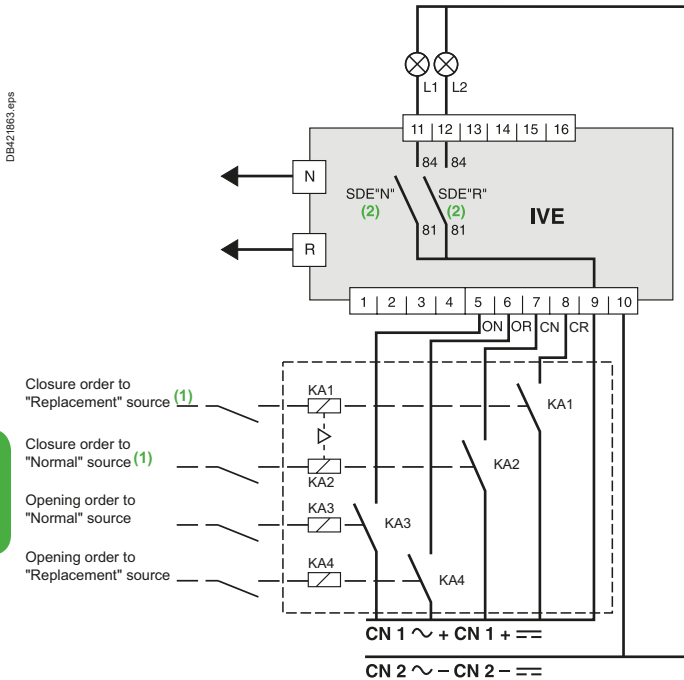 DB421863.eps
L1 L2
11 12 13 14 15 16
84 84
N
SDE"N" SDE"R"
(2) (2)
IVE
81 81
R
1 2 3 4 5 6 7 8 9 10
ON OR CN CR
Closure order to
"Replacement" source (1)
KA1
KA1
Closure order to
"Normal" source (1)
KA2
KA2
Opening order to
"Normal" source
KA3
KA3
Opening order to
"Replacement" source
KA4
KA4
CN 1 ~ + CN 1 + ⎓
CN 2 ~ – CN 2 – ⎓